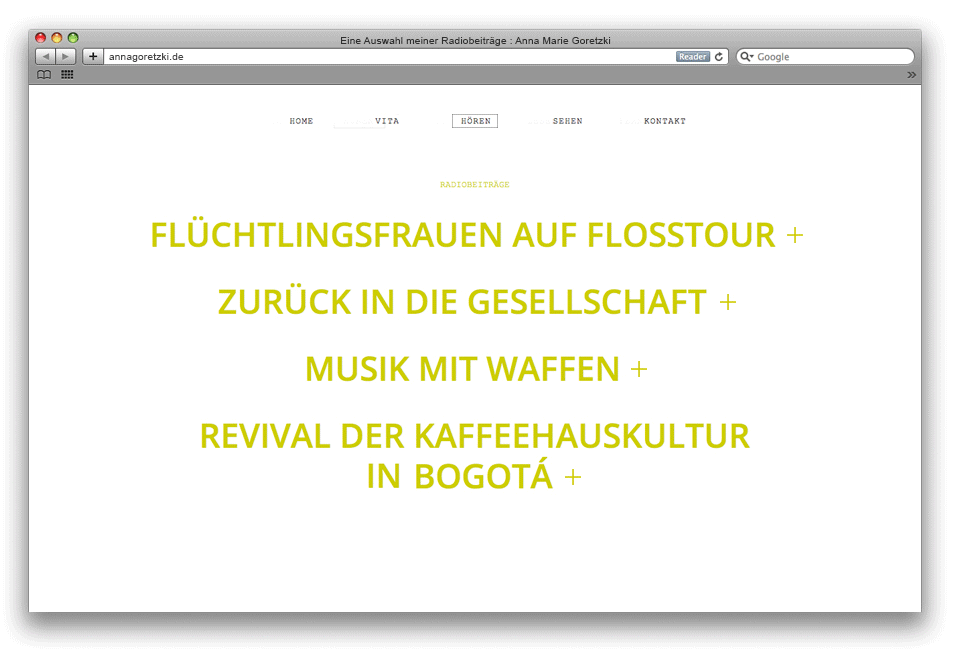 Eine Auswahl meiner Radiobeiträge : Anna Marie Goretzki
annagoretzki.de Reader Google
HOME VITA HÖREN SEHEN KONTAKT
RADIOBEITRÄGE
FLÜCHTLINGSFRAUEN AUF FLOSSTOUR +
ZURÜCK IN DIE GESELLSCHAFT +
MUSIK MIT WAFFEN +
REVIVAL DER KAFFEEHAUSKULTUR
IN BOGOTÁ +